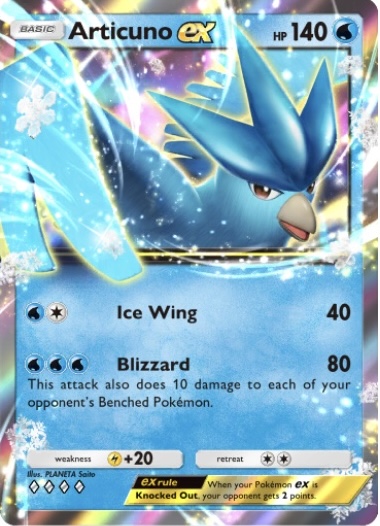 BASIC Articuno ex HP 140
Ice Wing 40
Blizzard 80
This attack also does 10 damage to each of your
opponent's Benched Pokémon.
weakness +20 retreat
Illus. PLANETA Saito
ex rule When your Pokémon ex is
Knocked Out, your opponent gets 2 points.